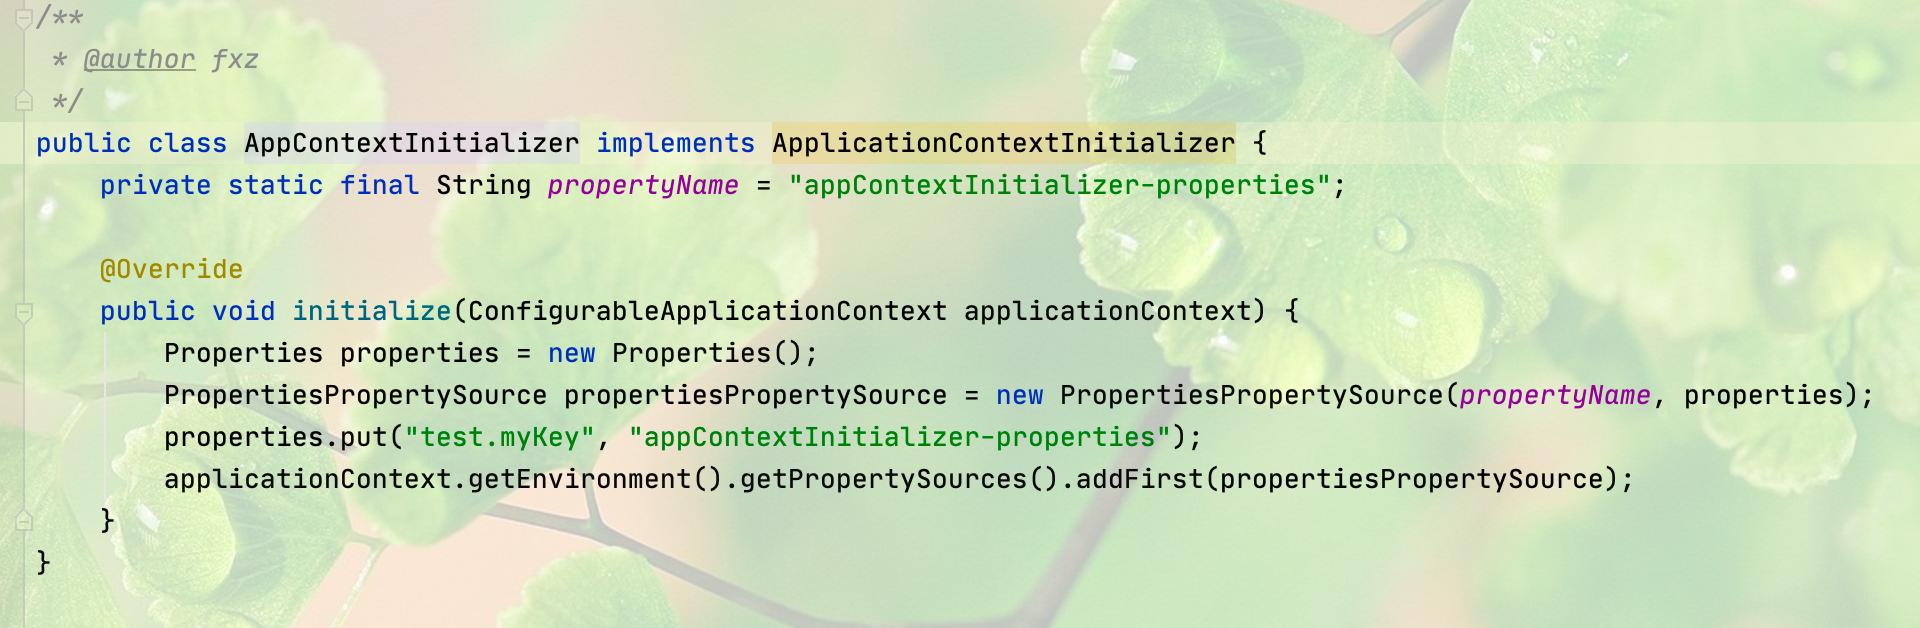 /**
 * @author fxz
 */
public class AppContextInitializer implements ApplicationContextInitializer {
    private static final String propertyName = "appContextInitializer-properties";

    @Override
    public void initialize(ConfigurableApplicationContext applicationContext) {
        Properties properties = new Properties();
        PropertiesPropertySource propertiesPropertySource = new PropertiesPropertySource(propertyName, properties);
        properties.put("test.myKey", "appContextInitializer-properties");
        applicationContext.getEnvironment().getPropertySources().addFirst(propertiesPropertySource);
    }
}